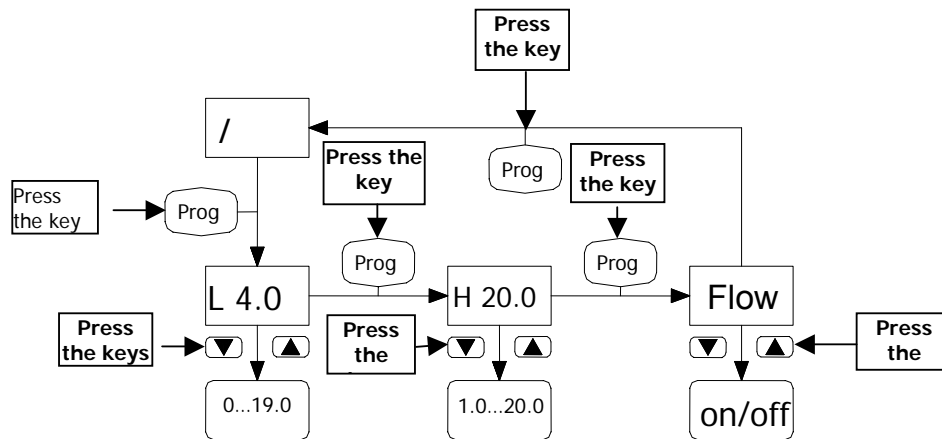 Press
the key
/
Prog
Press the
key
Press
the key
Press
the key
Prog
Prog
Prog
L 4.0
H 20.0
Flow
Press
the keys
Press
the
Press
the
0...19.0
1.0...20.0
on/off